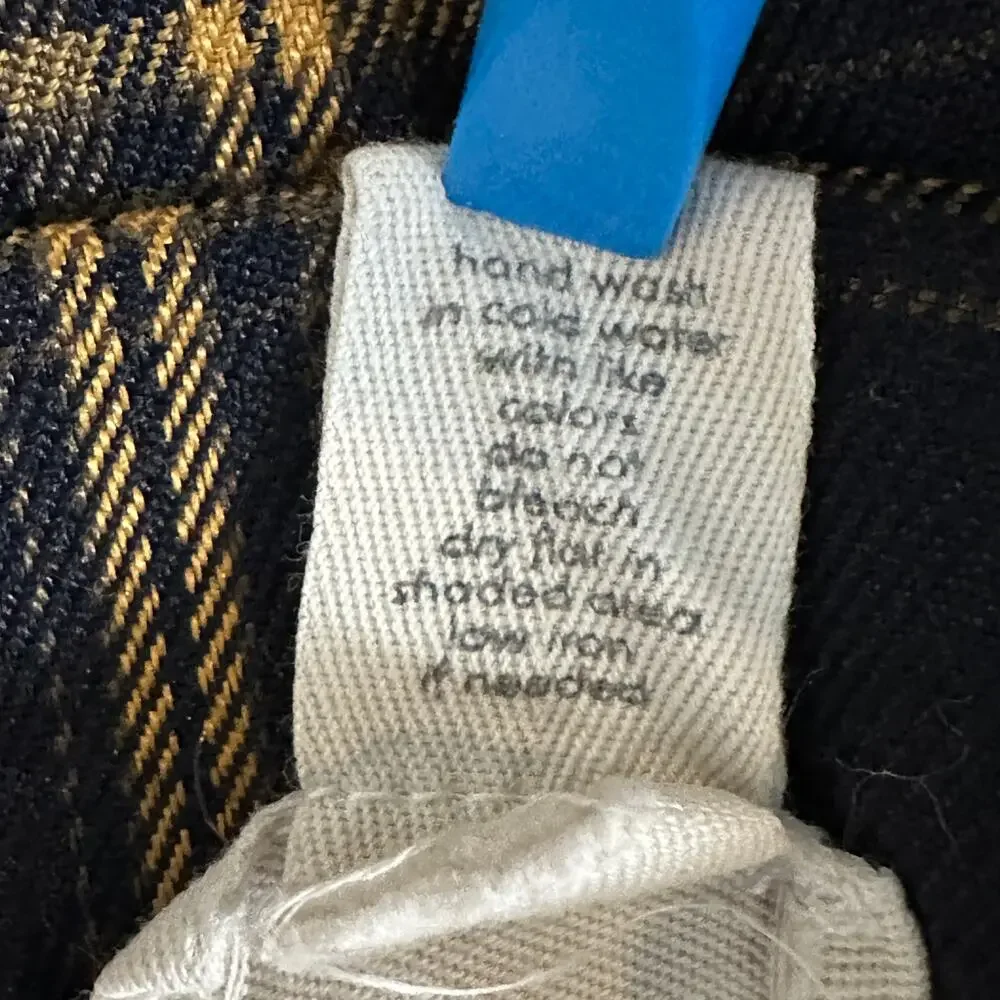 hand wash
in cold water
with like
colors
do not
bleach
dry flat in
shaded area
low iron
if needed